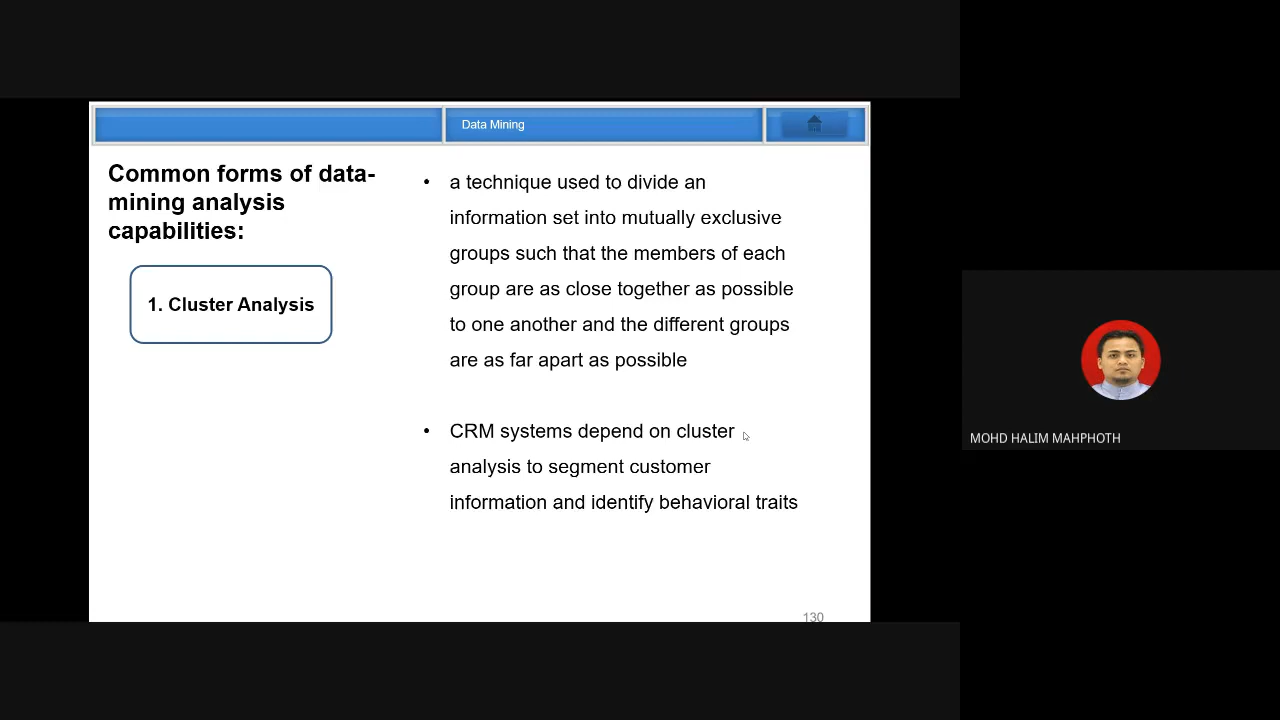 Data Mining
Common forms of data-
mining analysis
capabilities:
1. Cluster Analysis
• a technique used to divide an
information set into mutually exclusive
groups such that the members of each
group are as close together as possible
to one another and the different groups
are as far apart as possible
• CRM systems depend on cluster
analysis to segment customer
information and identify behavioral traits
130
MOHD HALIM MAHPHOTH